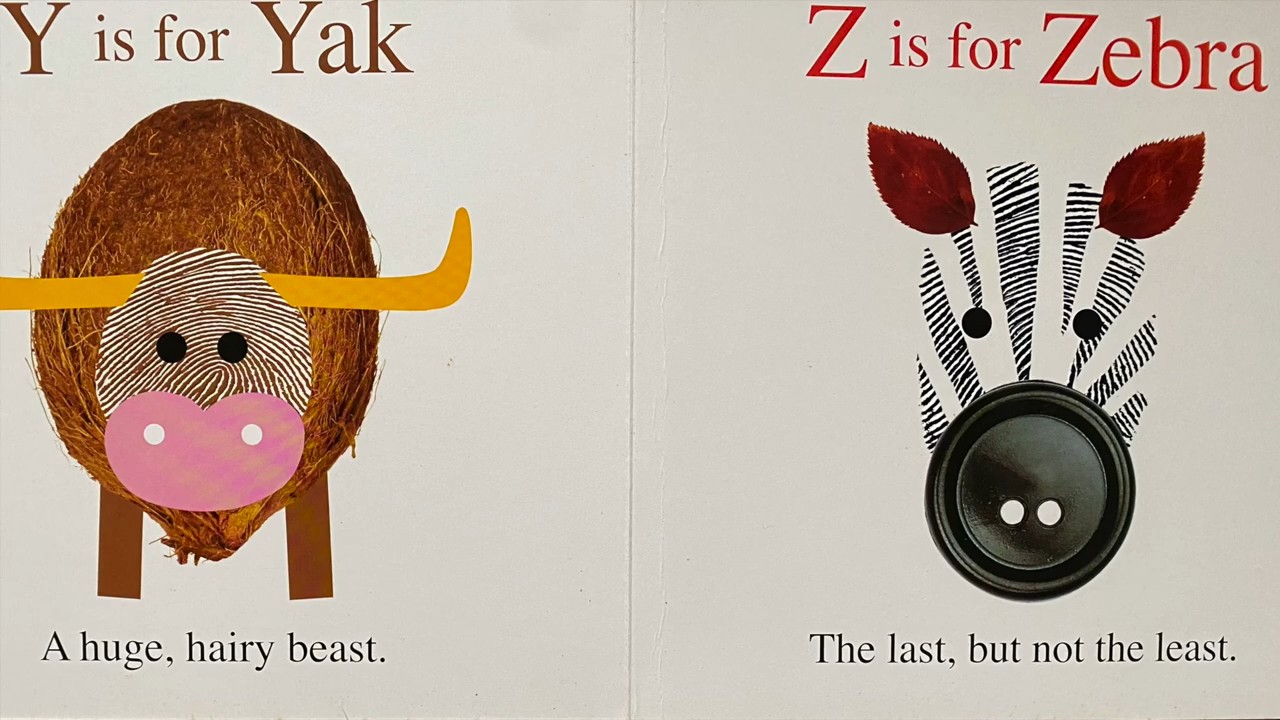 Y is for Yak
A huge, hairy beast.
Z is for Zebra
The last, but not the least.